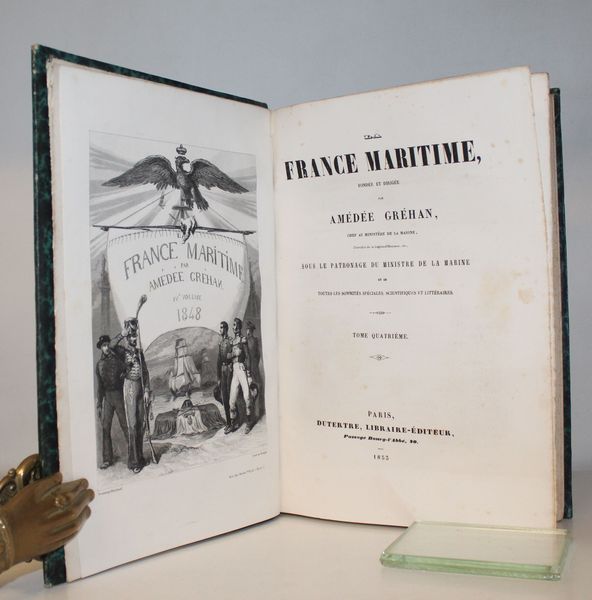 FRANCE MARITIME
PAR
AMÉDÉE GRÉHAN
IVe VOLUME
1848
LA
FRANCE MARITIME,
FONDÉE ET DIRIGÉE
PAR
AMÉDÉE GRÉHAN,
CHEF AU MINISTÈRE DE LA MARINE,
SOUS LE PATRONAGE DU MINISTRE DE LA MARINE
ET DE
TOUTES LES SOMMITÉS SPÉCIALES, SCIENTIFIQUES ET LITTÉRAIRES.
TOME QUATRIÈME.
PARIS,
DUTERTRE, LIBRAIRE-ÉDITEUR,
Passage Bourg-l'Abbé, 20.
1853